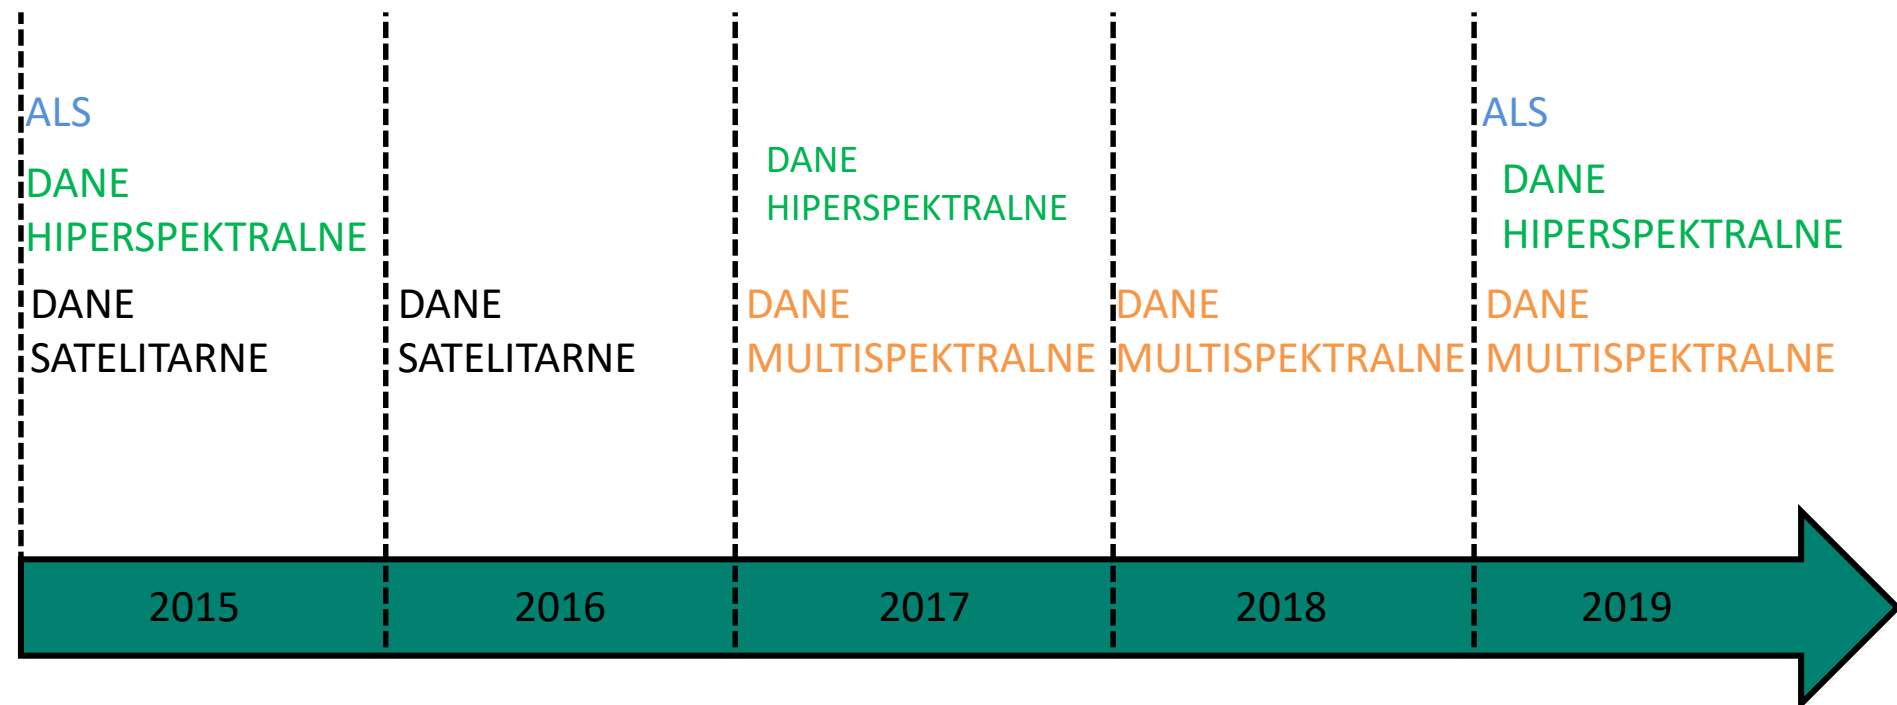 ALS
DANE
HIPERSPEKTRALNE
DANE
SATELITARNE
DANE
SATELITARNE
DANE
HIPERSPEKTRALNE
DANE
MULTISPEKTRALNE
DANE
MULTISPEKTRALNE
ALS
DANE
HIPERSPEKTRALNE
DANE
MULTISPEKTRALNE
2015
2016
2017
2018
2019